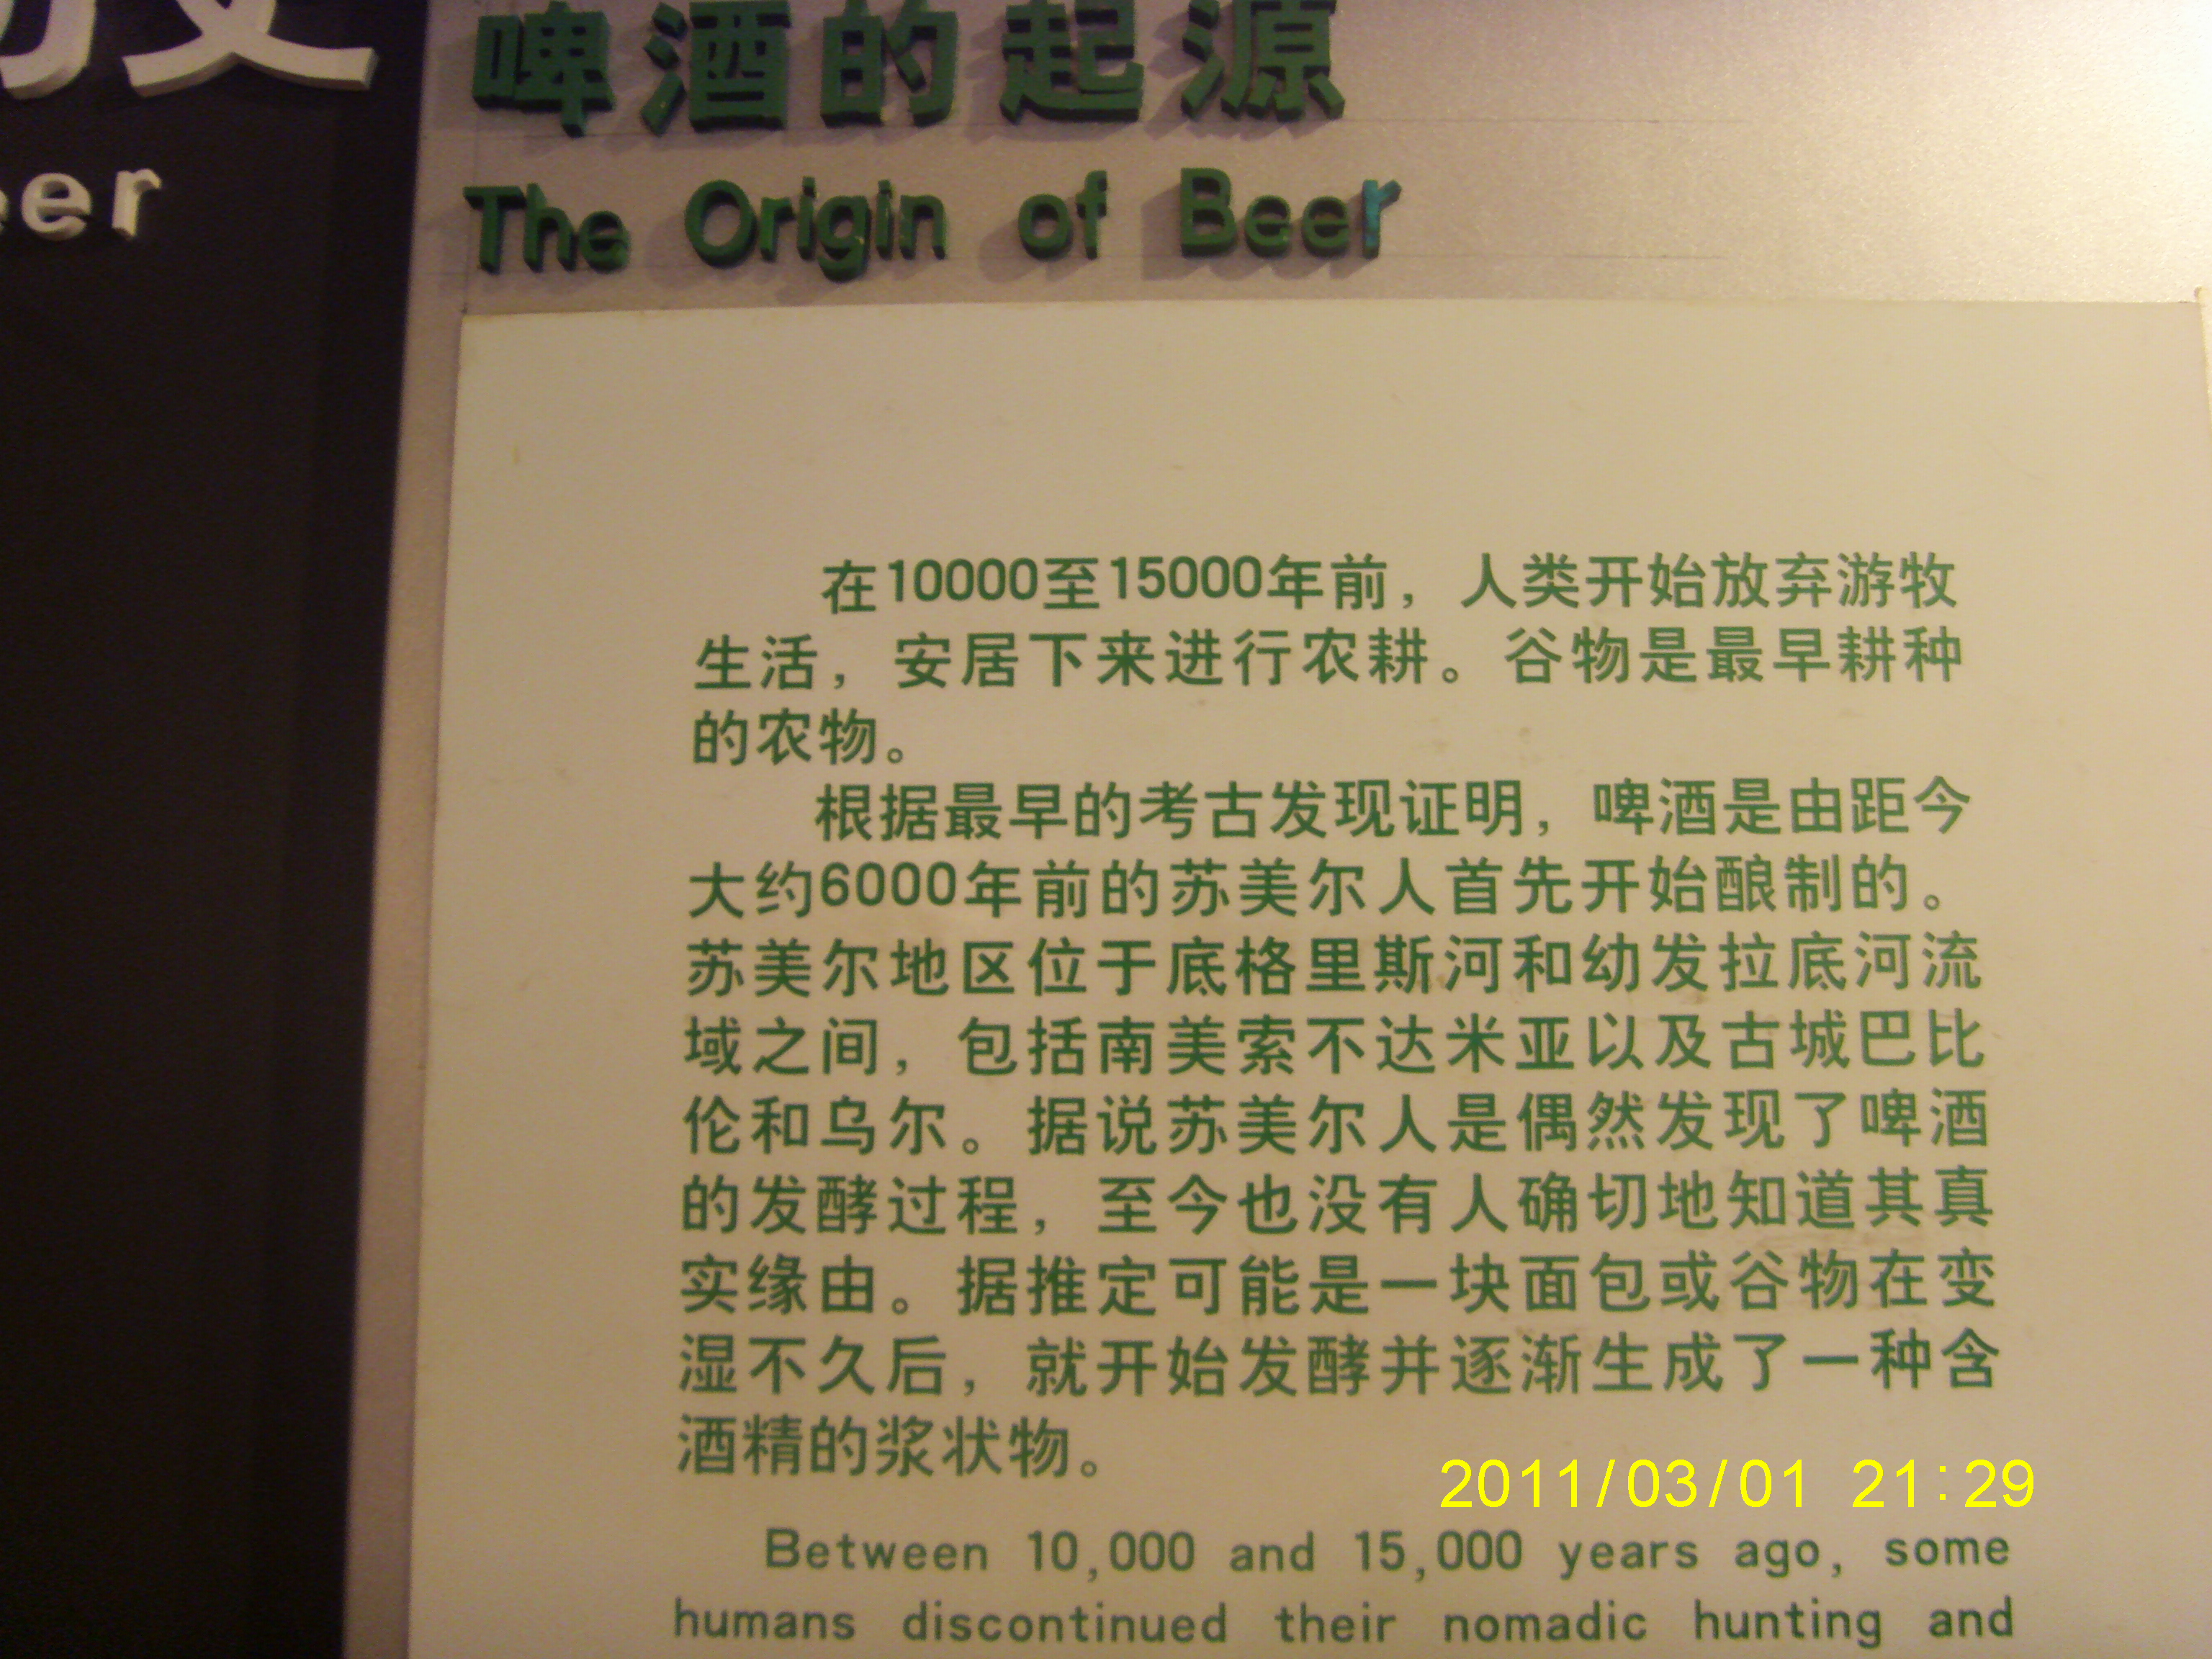 eer
啤酒的起源
The Origin of Beer
在10000至15000年前，人类开始放弃游牧
生活，安居下来进行农耕。谷物是最早耕种
的农物。
根据最早的考古发现证明，啤酒是由距今
大约6000年前的苏美尔人首先开始酿制的。
苏美尔地区位于底格里斯河和幼发拉底河流
域之间，包括南美索不达米亚以及古城巴比
伦和乌尔。据说苏美尔人是偶然发现了啤酒
的发酵过程，至今也没有人确切地知道其真
实缘由。据推定可能是一块面包或谷物在变
湿不久后，就开始发酵并逐渐生成了一种含
酒精的浆状物。
2011/03/01 21:29
Between 10,000 and 15,000 years ago, some
humans discontinued their nomadic hunting and